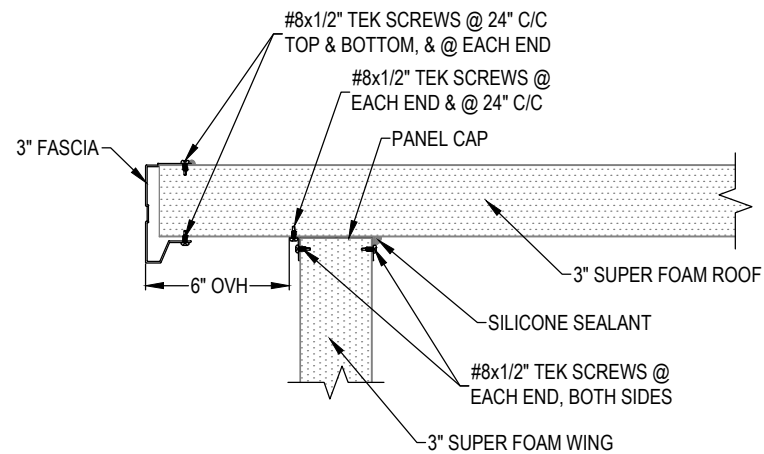 #8x1/2" TEK SCREWS @ 24" C/C
TOP & BOTTOM, & @ EACH END
#8x1/2" TEK SCREWS @
EACH END & @ 24" C/C
PANEL CAP
3" FASCIA
6" OVH
3" SUPER FOAM ROOF
SILICONE SEALANT
#8x1/2" TEK SCREWS @
EACH END, BOTH SIDES
3" SUPER FOAM WING